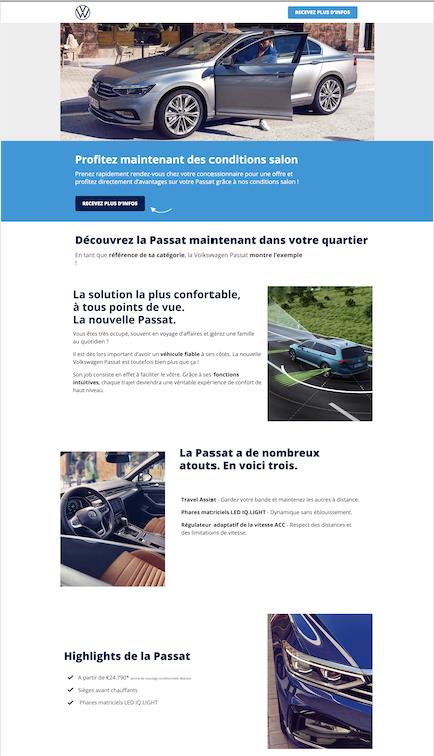 RECEVEZ PLUS D'INFOS
Profitez maintenant des conditions salon
Prenez rapidement rendez-vous chez votre concessionnaire pour une offre et
profitez directement d'avantages sur votre Passat grâce à nos conditions salon !
RECEVEZ PLUS D'INFOS
Découvrez la Passat maintenant dans votre quartier
En tant que référence de sa catégorie, la Volkswagen Passat montre l'exemple
!
La solution la plus confortable,
à tous points de vue.
La nouvelle Passat.
Vous êtes très occupé, souvent en voyage d'affaires et gérez une famille
au quotidien ?
Il est dès lors important d'avoir un véhicule fiable à ses côtés. La nouvelle
Volkswagen Passat est toutefois bien plus que ça !
Son job consiste en effet à faciliter le vôtre. Grâce à ses fonctions
intuitives, chaque trajet deviendra une véritable expérience de confort de
haut niveau.
La Passat a de nombreux
atouts. En voici trois.
Travel Assist - Gardez votre bande et maintenez les autres à distance.
Phares matriciels LED IQ.LIGHT - Dynamique sans éblouissement.
Régulateur adaptatif de la vitesse ACC - Respect des distances et
des limitations de vitesse.
Highlights de la Passat
A partir de €24.790*
Sièges avant chauffants
Phares matriciels LED IQ.LIGHT